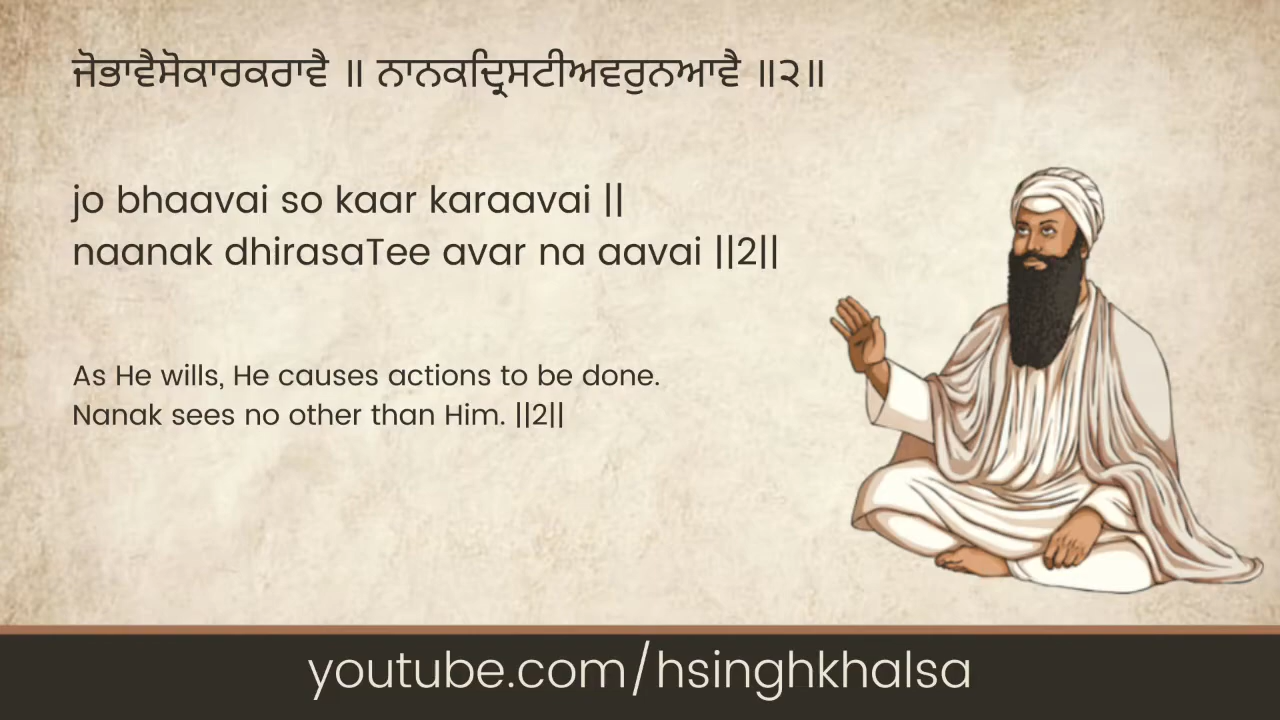 ਜੋਭਾਵੈਸੋਕਾਰਕਰਾਵੈ ॥ ਨਾਨਕਦ੍ਰਿਸਟੀਅਵਰੁਨਆਵੈ ॥੨॥
jo bhaavai so kaar karaavai ||
naanak dhirasaTee avar na aavai ||2||
As He wills, He causes actions to be done.
Nanak sees no other than Him. ||2||
youtube.com/hsinghkhalsa